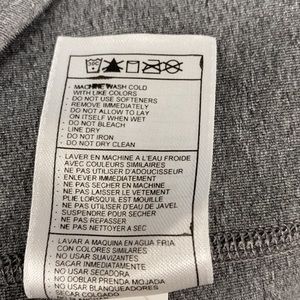 · MACHINE WASH COLD
WITH LIKE COLORS
· DO NOT USE SOFTENERS
· REMOVE IMMEDIATELY
· DO NOT ALLOW TO LAY
ON ITSELF WHEN WET
· DO NOT BLEACH
· LINE DRY
· DO NOT IRON
· DO NOT DRY CLEAN
· LAVER EN MACHINE A L'EAU FROIDE
AVEC COULEURS SIMILAIRES
· NE PAS UTILISER D'ADOUCISSEUR
· ENLEVER IMMÉDIATEMENT
· NE PAS SECHER EN MACHINE
· NE PAS LAISSER LE VETEMENT
PLIE LORSQU'IL EST MOUILLE
· NE PAS UTILISER D'EAU DE JAVEL
· SUSPENDRE POUR SECHER
· NE PAS REPASSER
· NE PAS NETTOYER A SEC
· LAVAR A MAQUINA EN AGUA FRIA
CON COLORES SIMILARES
· NO USAR SUAVIZANTES
· SACAR INMEDIATAMENTE
· NO USAR SECADORA
· NO DOBLAR PRENDA MOJADA
· NO USAR BLANQUEADORES
· SECAR COLGADO